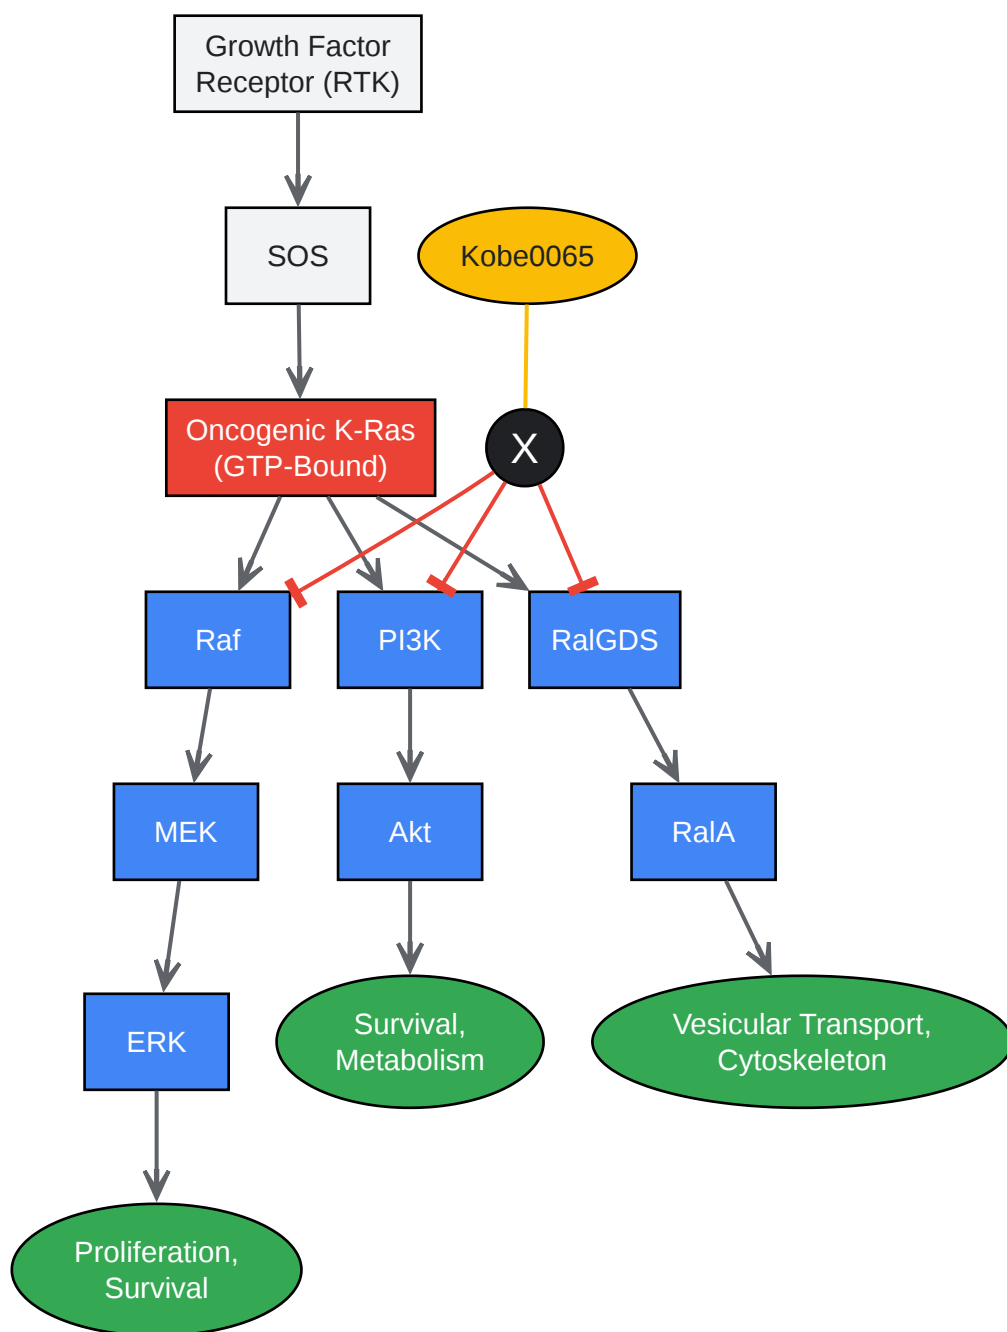 Growth Factor
Receptor (RTK)
SOS
Kobe0065
Oncogenic K-Ras
(GTP-Bound)
X
Raf
PI3K
RalGDS
MEK
Akt
RalA
ERK
Survival,
Metabolism
Vesicular Transport,
Cytoskeleton
Proliferation,
Survival